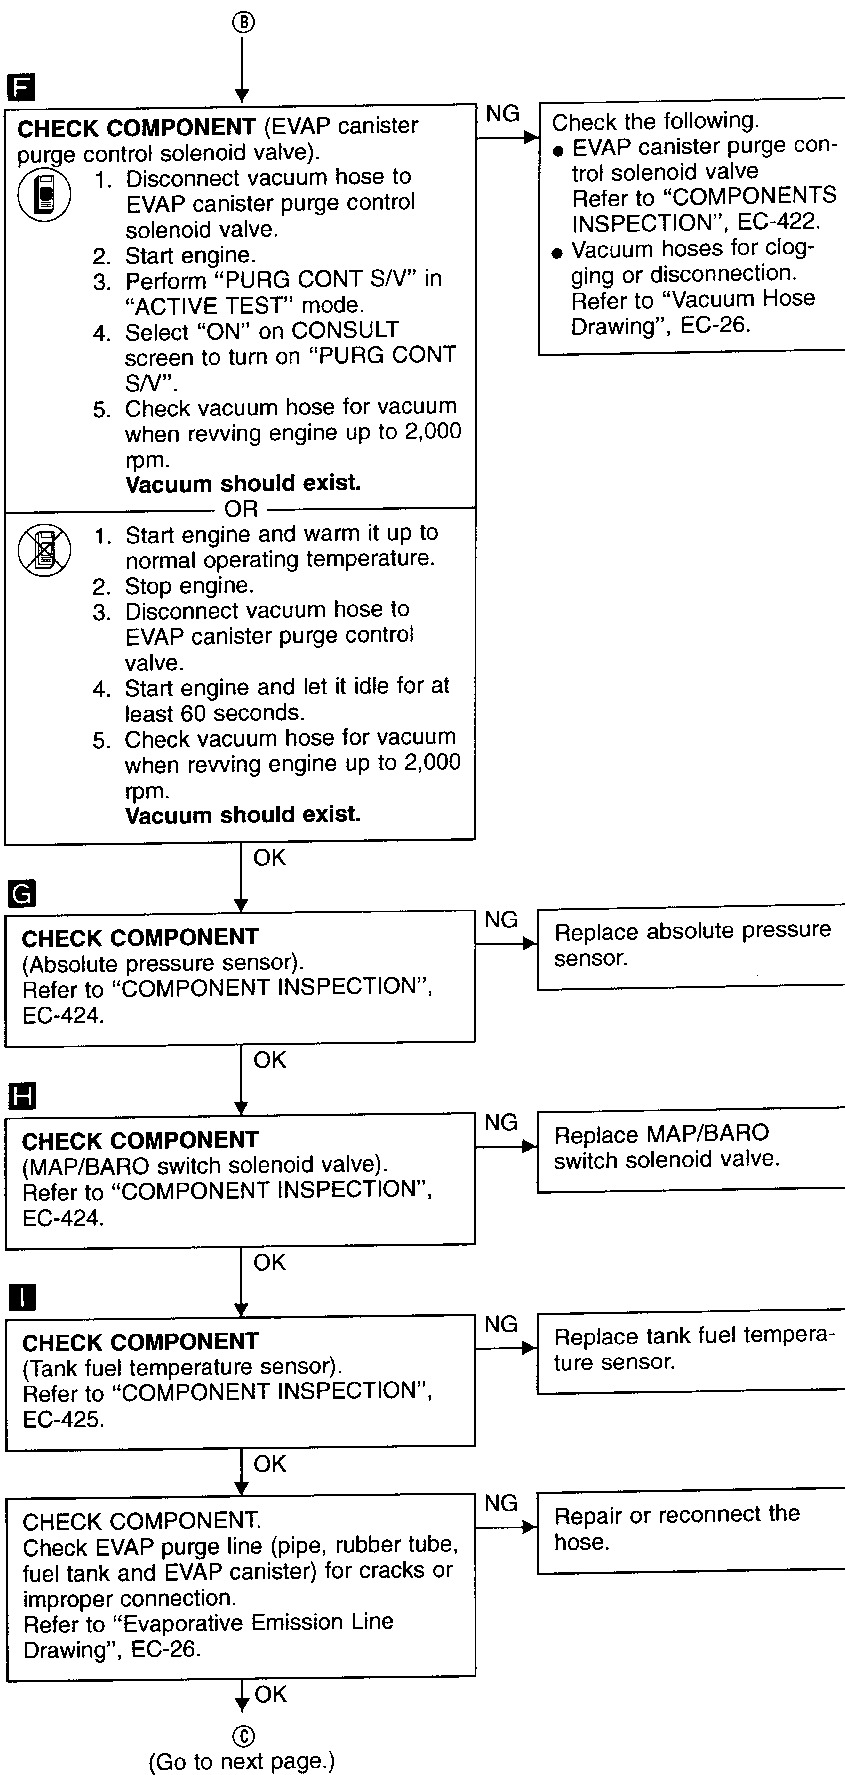 B
F
CHECK COMPONENT (EVAP canister
purge control solenoid valve).
1. Disconnect vacuum hose to
EVAP canister purge control
solenoid valve.
2. Start engine.
3. Perform “PURG CONT S/V” in
“ACTIVE TEST” mode.
4. Select “ON” on CONSULT
screen to turn on “PURG CONT
S/V”.
5. Check vacuum hose for vacuum
when revving engine up to 2,000
rpm.
Vacuum should exist.
OR
1. Start engine and warm it up to
normal operating temperature.
2. Stop engine.
3. Disconnect vacuum hose to
EVAP canister purge control
valve.
4. Start engine and let it idle for at
least 60 seconds.
5. Check vacuum hose for vacuum
when revving engine up to 2,000
rpm.
Vacuum should exist.
NG
Check the following.
● EVAP canister purge con-
trol solenoid valve
Refer to “COMPONENTS
INSPECTION”, EC-422.
● Vacuum hoses for clog-
ging or disconnection.
Refer to “Vacuum Hose
Drawing”, EC-26.
OK
G
CHECK COMPONENT
(Absolute pressure sensor).
Refer to “COMPONENT INSPECTION”,
EC-424.
NG
Replace absolute pressure
sensor.
OK
H
CHECK COMPONENT
(MAP/BARO switch solenoid valve).
Refer to “COMPONENT INSPECTION”,
EC-424.
NG
Replace MAP/BARO
switch solenoid valve.
OK
I
CHECK COMPONENT
(Tank fuel temperature sensor).
Refer to “COMPONENT INSPECTION”,
EC-425.
NG
Replace tank fuel tempera-
ture sensor.
OK
CHECK COMPONENT.
Check EVAP purge line (pipe, rubber tube,
fuel tank and EVAP canister) for cracks or
improper connection.
Refer to “Evaporative Emission Line
Drawing”, EC-26.
NG
Repair or reconnect the
hose.
OK
C
(Go to next page.)